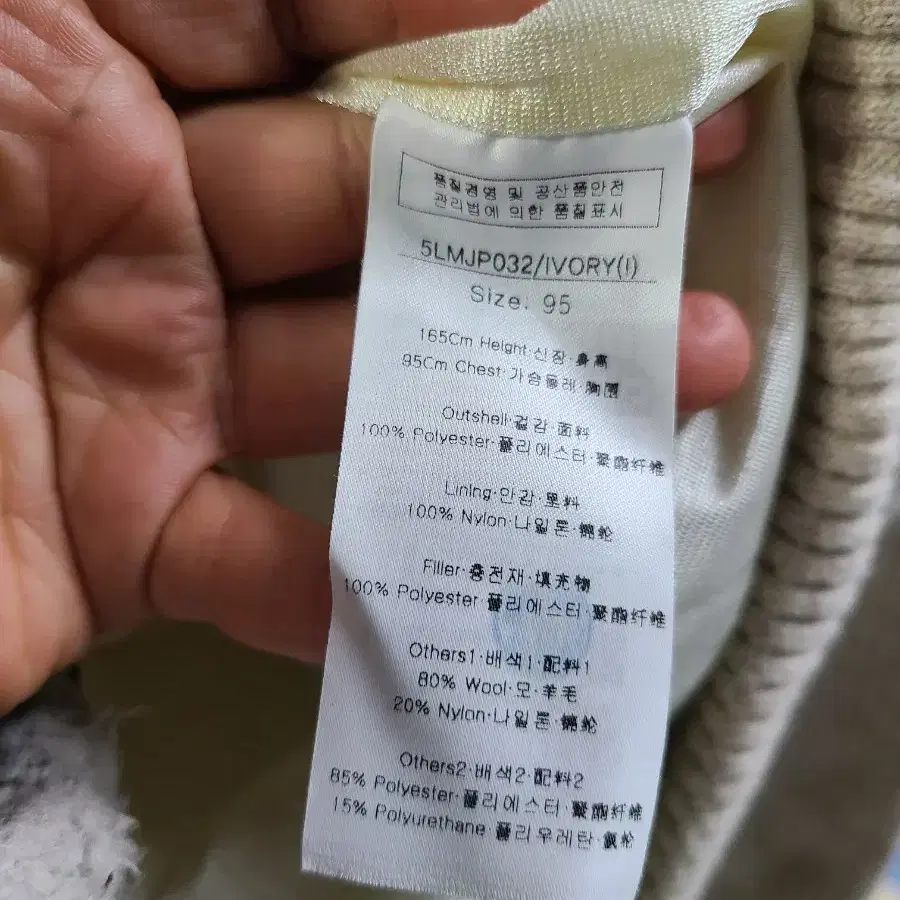 품질경영 및 공산품안전
관리법에 의한 품질표시
5LMJP032/IVORY(I)
Size. 95
165Cm Height·신장·身高
95Cm Chest·가슴둘레·胸圍
Outshell·겉감·面料
100% Polyester·폴리에스터·聚酯纤维
Lining·안감·里料
100% Nylon·나일론·锦纶
Filler·충전재·填充物
100% Polyester·폴리에스터·聚酯纤维
Others1·배색1·配料1
80% Wool·모·羊毛
20% Nylon·나일론·锦纶
Others2·배색2·配料2
85% Polyester·폴리에스터·聚酯纤维
15% Polyurethane·폴리우레탄·氨纶